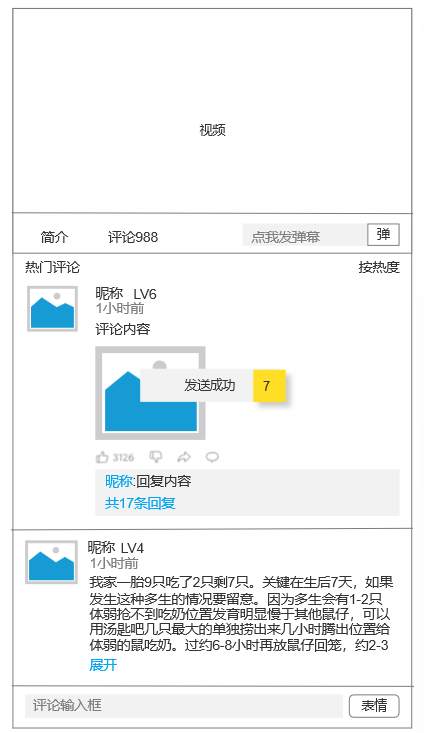 视频
简介 评论988 点我发弹幕 弹
热门评论 按热度
昵称 LV6
1小时前
评论内容
发送成功 7
3126
昵称:回复内容
共17条回复
昵称 LV4
1小时前
我家一胎9只吃了2只剩7只。关键在生后7天，如果
发生这种多生的情况要留意。因为多生会有1-2只
体弱抢不到吃奶位置发育明显慢于其他鼠仔，可以
用汤匙吧几只最大的单独捞出来几小时腾出位置给
体弱的鼠吃奶。过约6-8小时再放鼠仔回笼，约2-3
展开
评论输入框 表情